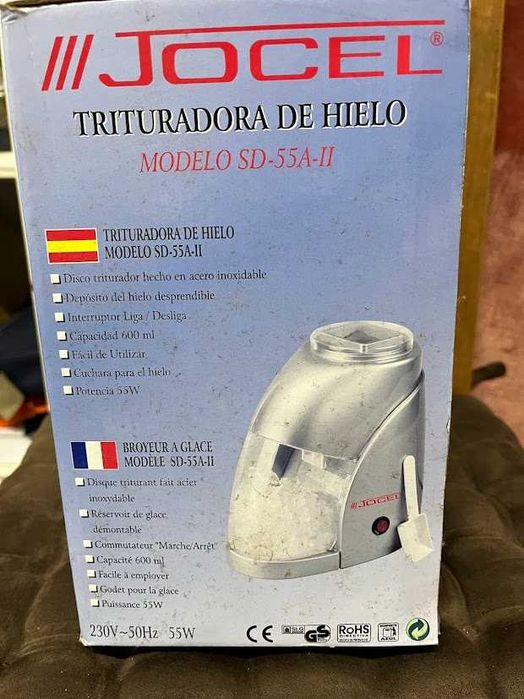 JOCEL®
TRITURADORA DE HIELO
MODELO SD-55A-II
TRITURADORA DE HIELO
MODELO SD-55A-II
Disco triturador hecho en acero inoxidable
Depósito del hielo desprendible
Interruptor Liga / Desliga
Capacidad 600 ml
Fácil de Utilizar
Cuchara para el hielo
Potencia 55W
BROYEUR A GLACE
MODÈLE SD-55A-II
Disque triturant fait acier
inoxydable
Réservoir de glace
démontable
Commutateur "Marche/Arrêt"
Capacité 600 ml
Facile à employer
Godet pour la glace
Puissance 55W
JOCEL
230V~50Hz 55W
CE
SLG
GS
RoHS
AZUL